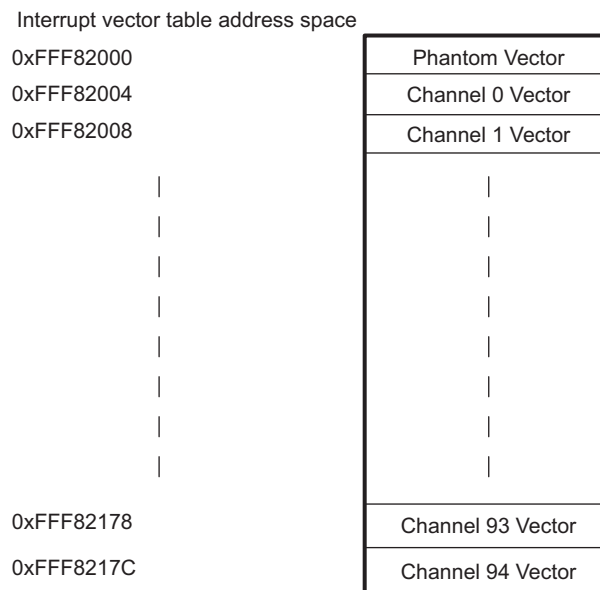 Interrupt vector table address space
0xFFF82000 Phantom Vector
0xFFF82004 Channel 0 Vector
0xFFF82008 Channel 1 Vector
0xFFF82178 Channel 93 Vector
0xFFF8217C Channel 94 Vector